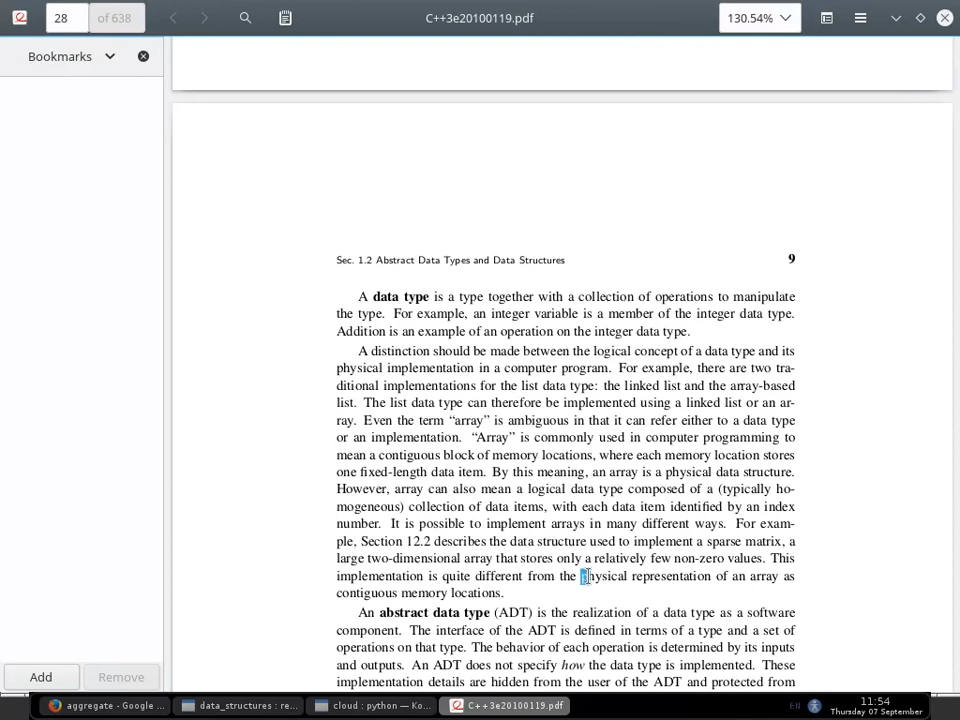 28 of 638
C++3e20100119.pdf
130.54%
Bookmarks
Sec. 1.2 Abstract Data Types and Data Structures 9
A data type is a type together with a collection of operations to manipulate
the type. For example, an integer variable is a member of the integer data type.
Addition is an example of an operation on the integer data type.
A distinction should be made between the logical concept of a data type and its
physical implementation in a computer program. For example, there are two tra-
ditional implementations for the list data type: the linked list and the array-based
list. The list data type can therefore be implemented using a linked list or an ar-
ray. Even the term “array” is ambiguous in that it can refer either to a data type
or an implementation. “Array” is commonly used in computer programming to
mean a contiguous block of memory locations, where each memory location stores
one fixed-length data item. By this meaning, an array is a physical data structure.
However, array can also mean a logical data type composed of a (typically ho-
mogeneous) collection of data items, with each data item identified by an index
number. It is possible to implement arrays in many different ways. For exam-
ple, Section 12.2 describes the data structure used to implement a sparse matrix, a
large two-dimensional array that stores only a relatively few non-zero values. This
implementation is quite different from the physical representation of an array as
contiguous memory locations.
An abstract data type (ADT) is the realization of a data type as a software
component. The interface of the ADT is defined in terms of a type and a set of
operations on that type. The behavior of each operation is determined by its inputs
and outputs. An ADT does not specify how the data type is implemented. These
implementation details are hidden from the user of the ADT and protected from
Add Remove
aggregate - Google ... data_structures : re... cloud : python — Ko... C++3e20100119.pdf EN 11:54
Thursday 07 September